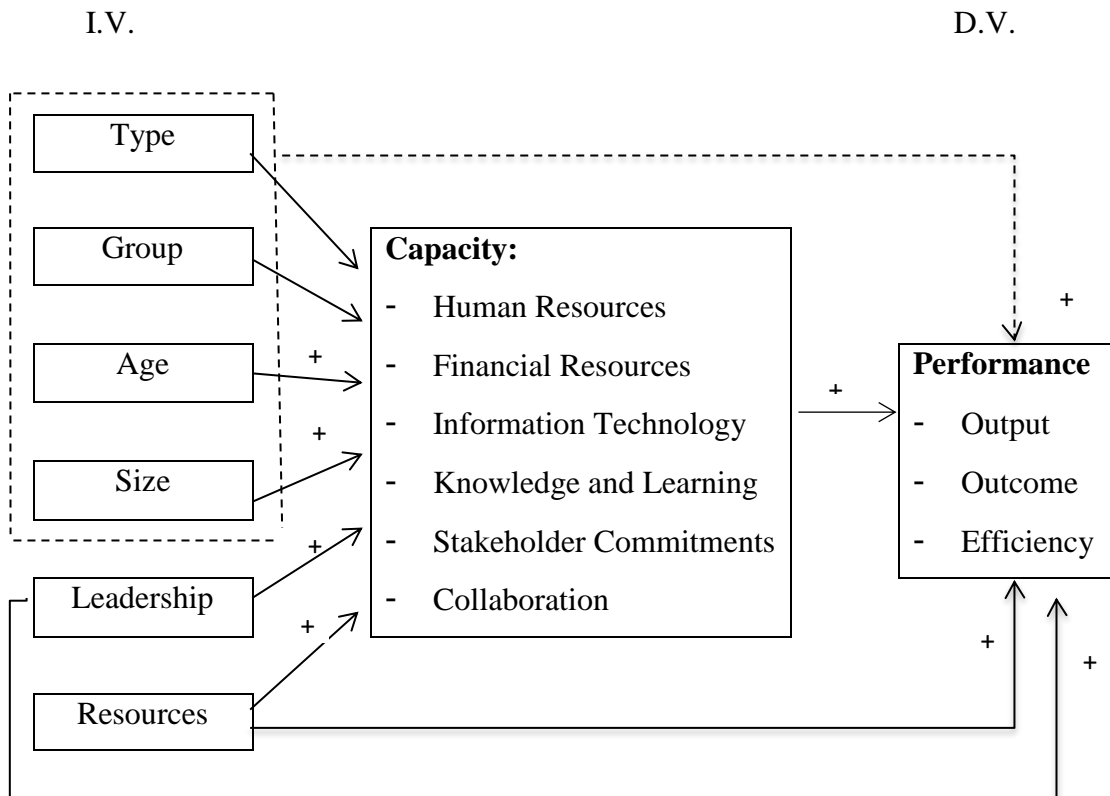 I.V.
D.V.
Type
Group
Age
Size
Leadership
Resources
+
+
+
+
Capacity:
- Human Resources
- Financial Resources
- Information Technology
- Knowledge and Learning
- Stakeholder Commitments
- Collaboration
+
+
Performance
- Output
- Outcome
- Efficiency
+
+